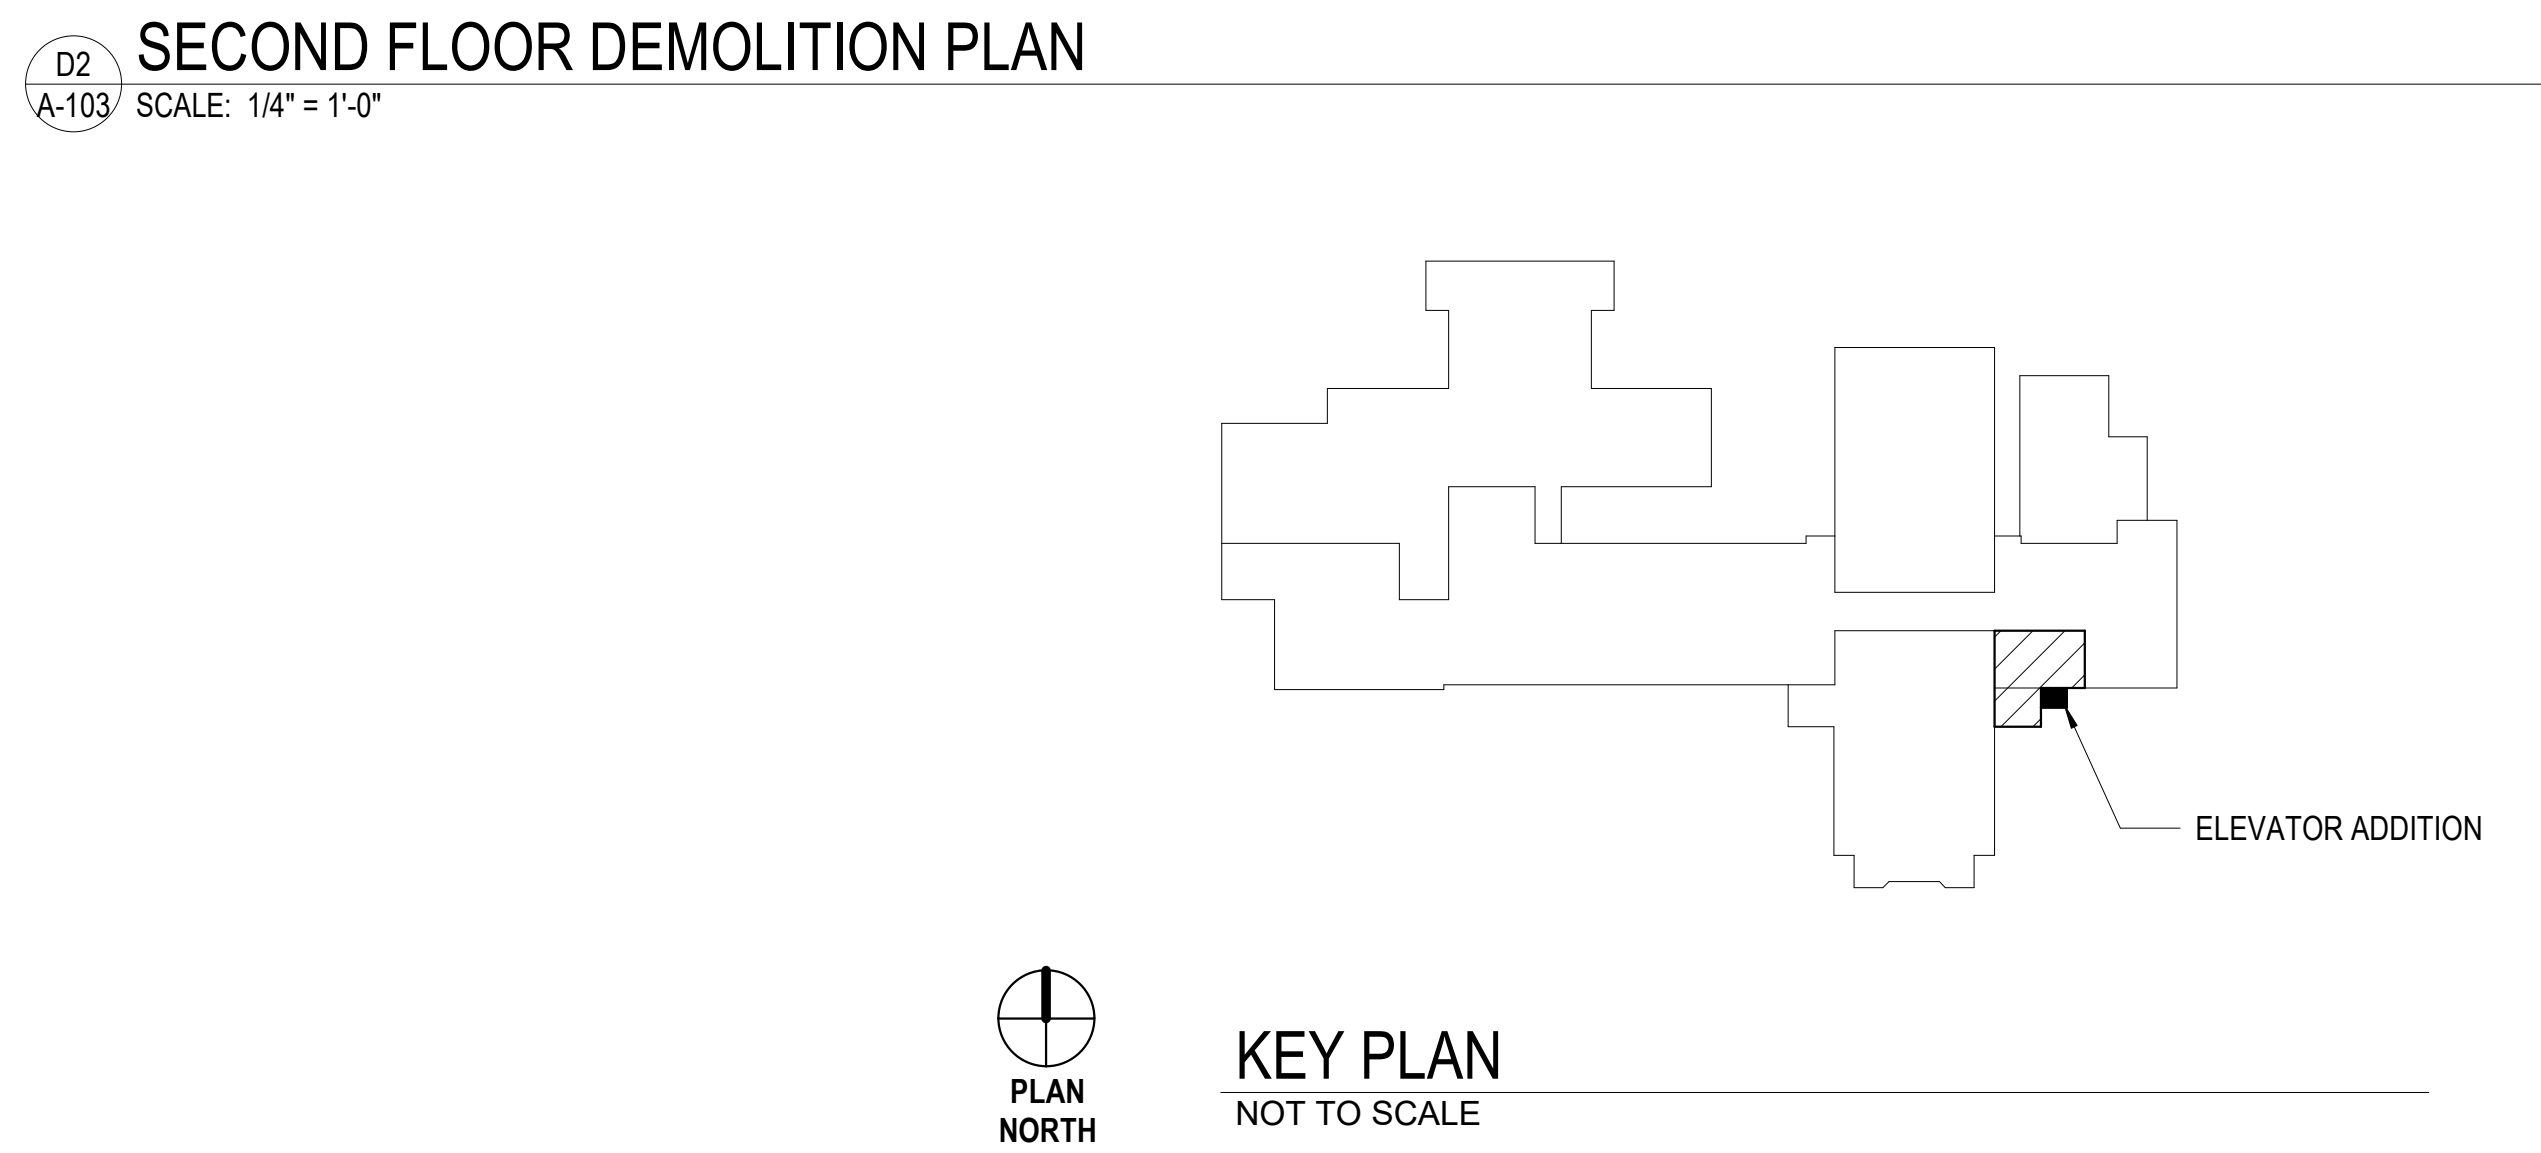 D2
SECOND FLOOR DEMOLITION PLAN
A-103
SCALE: 1/4" = 1'-0"
ELEVATOR ADDITION
PLAN
NORTH
KEY PLAN
NOT TO SCALE